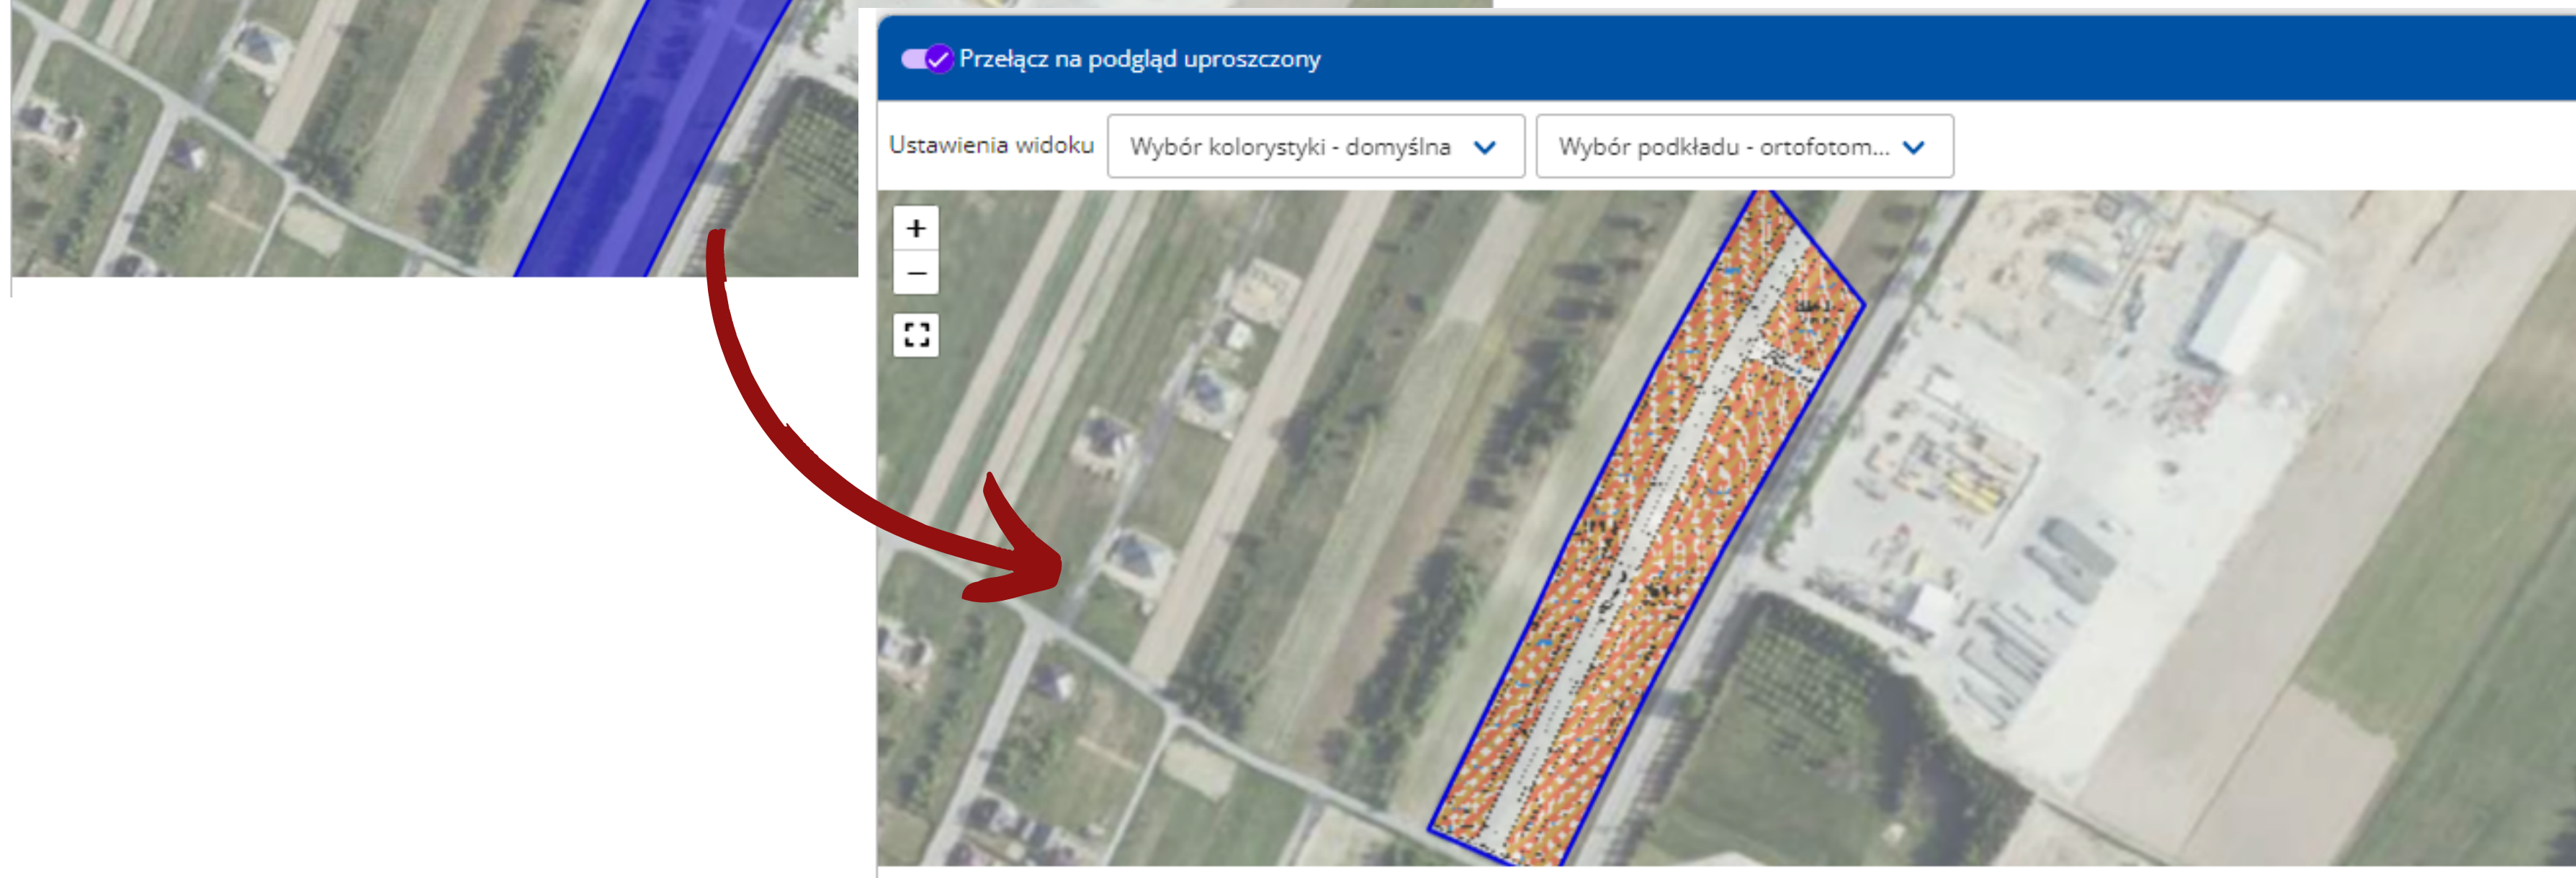 Przełącz na podgląd uproszczony
Ustawienia widoku
Wybór kolorystyki - domyślna
Wybór podkładu - ortofotom...
+
−